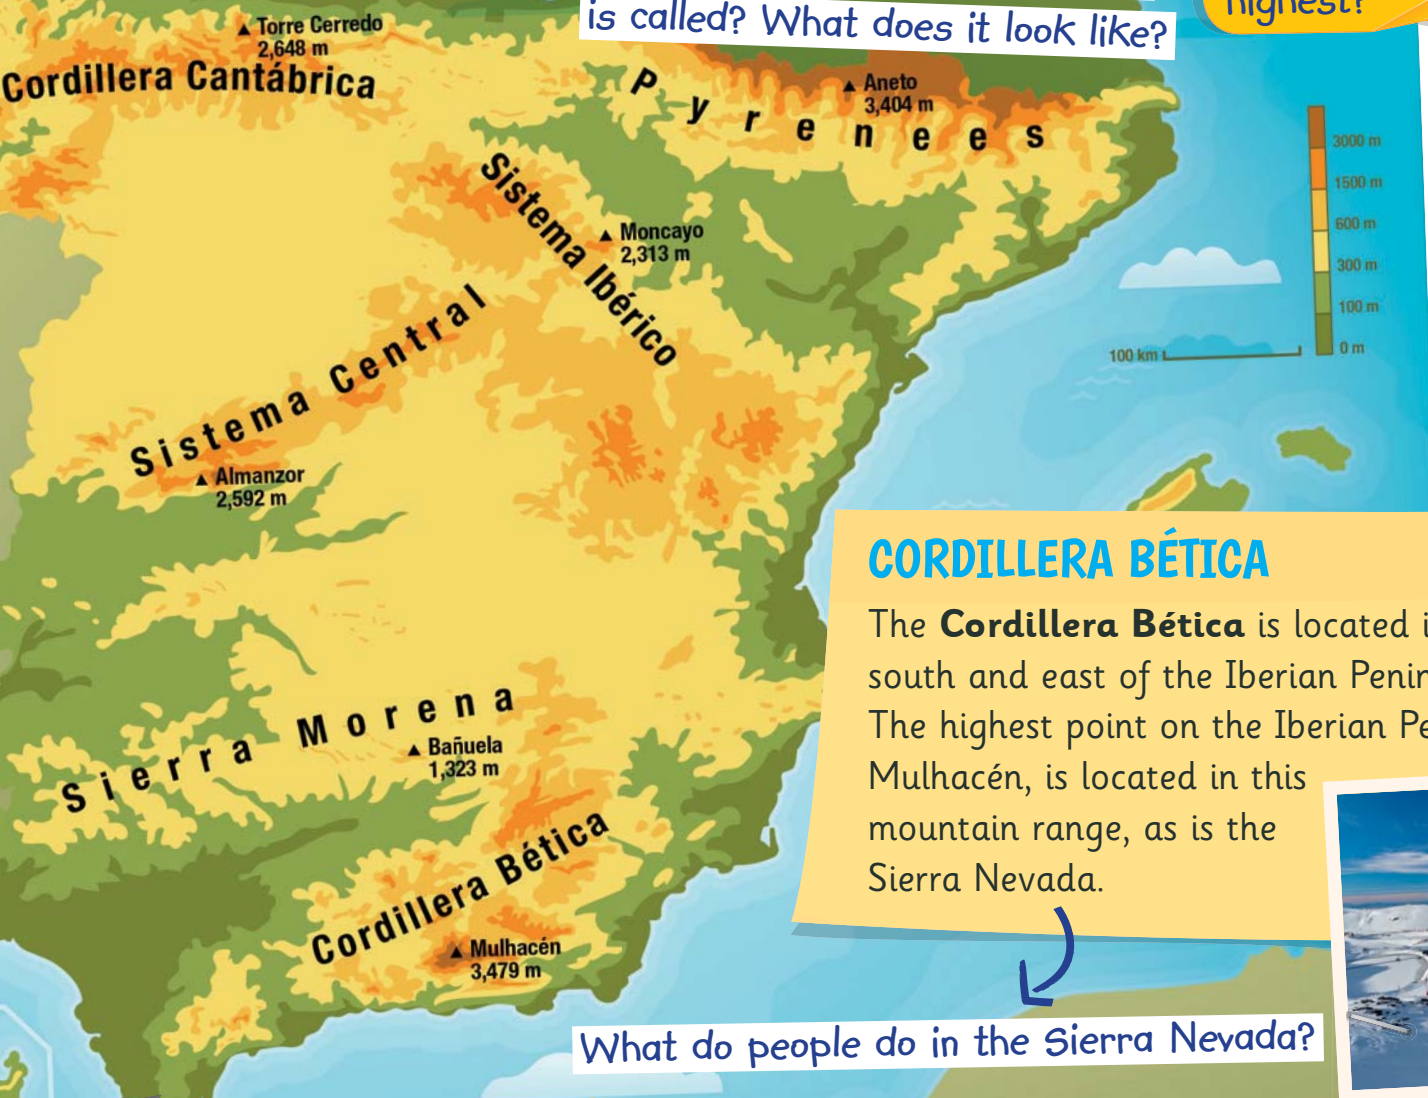 is called? What does it look like?
highest?
Torre Cerredo
2,648 m
Cordillera Cantábrica
Aneto
3,404 m
Pyrenees
Sistema Ibérico
Moncayo
2,313 m
Sistema Central
Almanzor
2,592 m
3000 m
1500 m
600 m
300 m
100 m
0 m
100 km
Sierra Morena
Bañuela
1,323 m
Cordillera Bética
Mulhacén
3,479 m
CORDILLERA BÉTICA
The Cordillera Bética is located
south and east of the Iberian
The highest point on the Iberian
Mulhacén, is located in this
mountain range, as is the
Sierra Nevada.
What do people do in the Sierra Nevada?